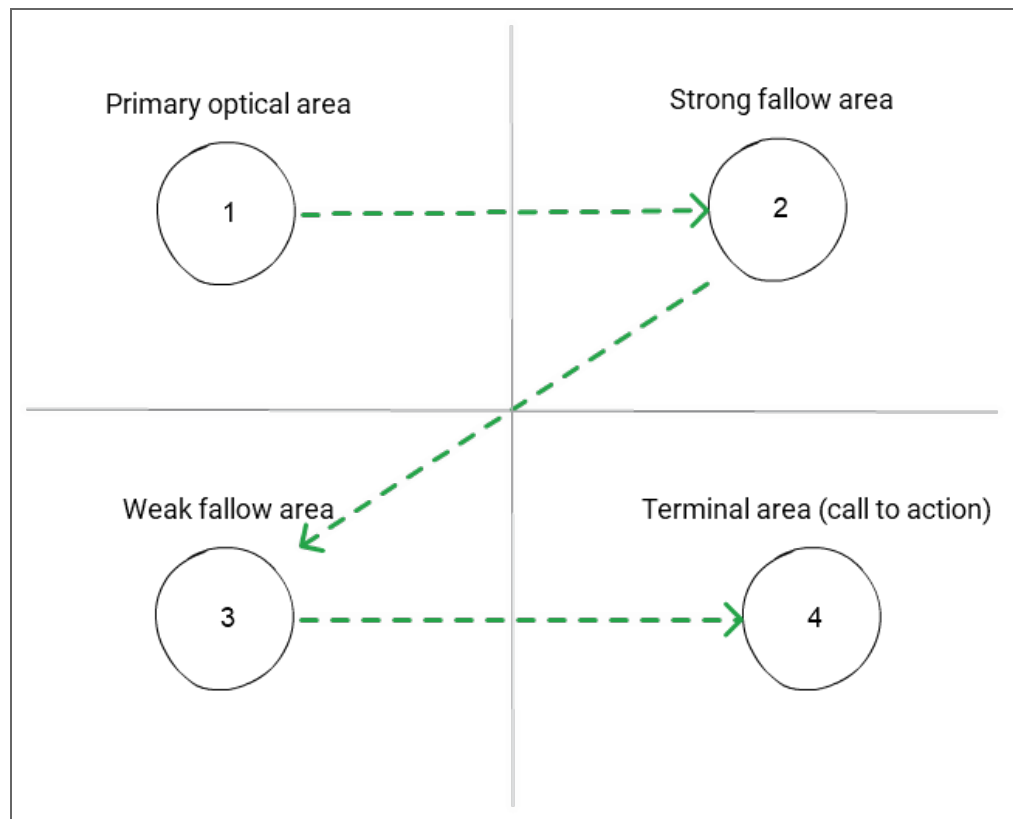 Primary optical area
1
Strong fallow area
2
Weak fallow area
3
Terminal area (call to action)
4